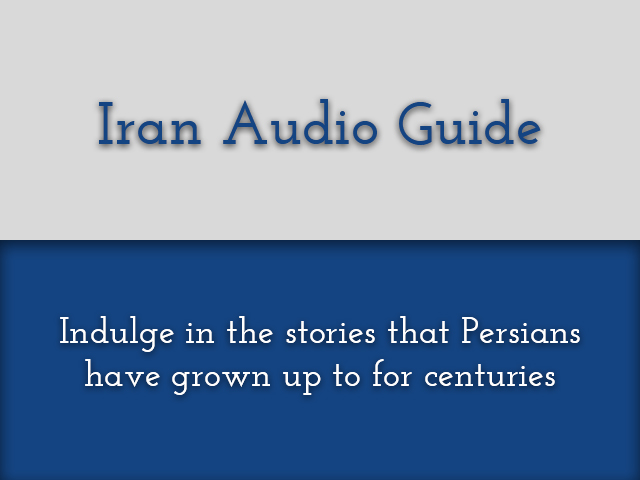 Iran Audio Guide
Indulge in the stories that Persians
have grown up to for centuries